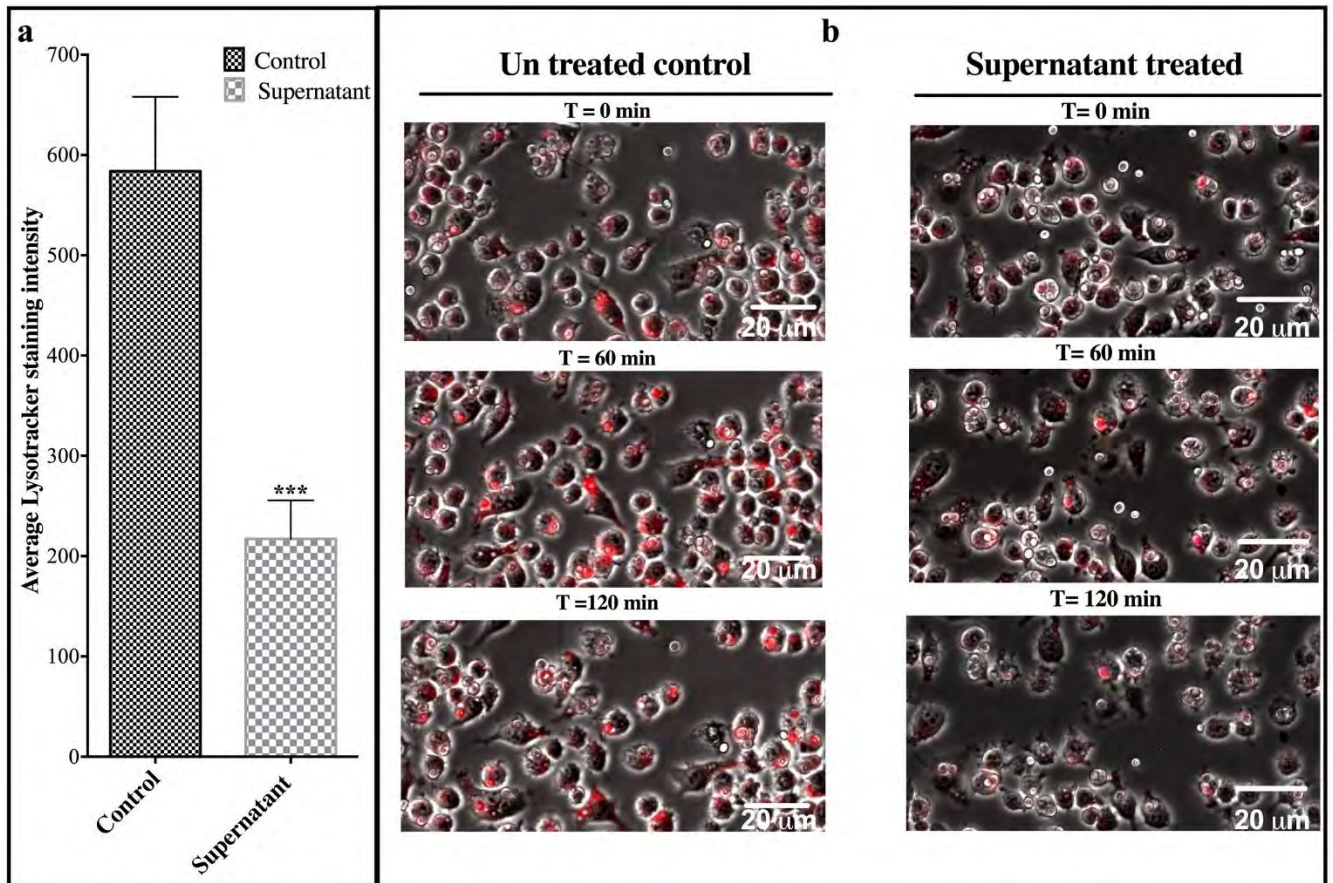 a
700
600
500
400
300
200
100
0
Average Lysotracker staining intensity
Control
Supernatant
***
Control
Supernatant
b
Un treated control
T = 0 min
20 μm
T = 60 min
20 μm
T =120 min
20 μm
Supernatant treated
T= 0 min
20 μm
T= 60 min
20 μm
T= 120 min
20 μm